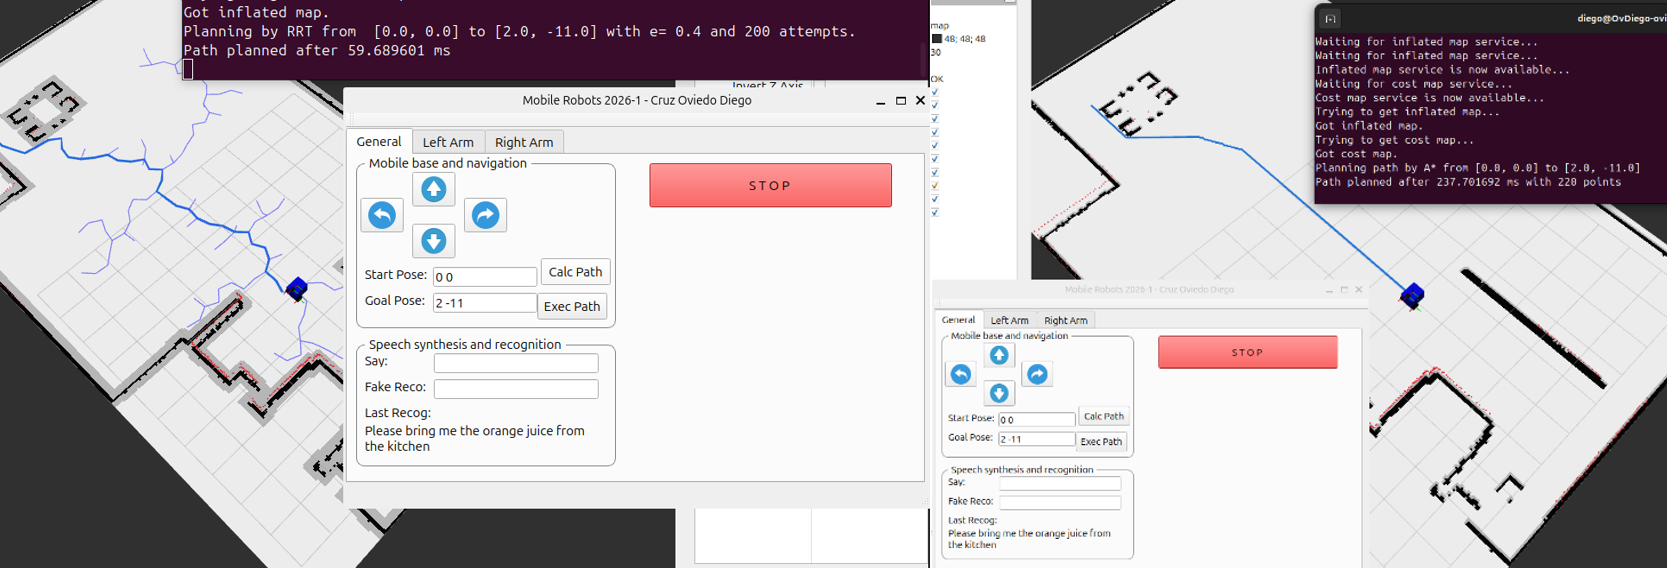 Got inflated map.
Planning by RRT from  [0.0, 0.0] to [2.0, -11.0] with e= 0.4 and 200 attempts.
Path planned after 59.689601 ms
Invert Z Axis
Mobile Robots 2026-1 - Cruz Oviedo Diego
General
Left Arm
Right Arm
Mobile base and navigation
STOP
Start Pose:
0 0
Calc Path
Goal Pose:
2 -11
Exec Path
Speech synthesis and recognition
Say:
Fake Reco:
Last Recog:
Please bring me the orange juice from
the kitchen
map
48; 48; 48
30
OK
diego@OvDiego-ovi
Waiting for inflated map service...
Waiting for inflated map service...
Inflated map service is now available...
Waiting for cost map service...
Cost map service is now available...
Trying to get inflated map...
Got inflated map.
Trying to get cost map...
Got cost map.
Planning path by A* from [0.0, 0.0] to [2.0, -11.0]
Path planned after 237.701692 ms with 220 points
Mobile Robots 2026-1 - Cruz Oviedo Diego
General
Left Arm
Right Arm
Mobile base and navigation
STOP
Start Pose:
0 0
Calc Path
Goal Pose:
2 -11
Exec Path
Speech synthesis and recognition
Say:
Fake Reco:
Last Recog:
Please bring me the orange juice from
the kitchen